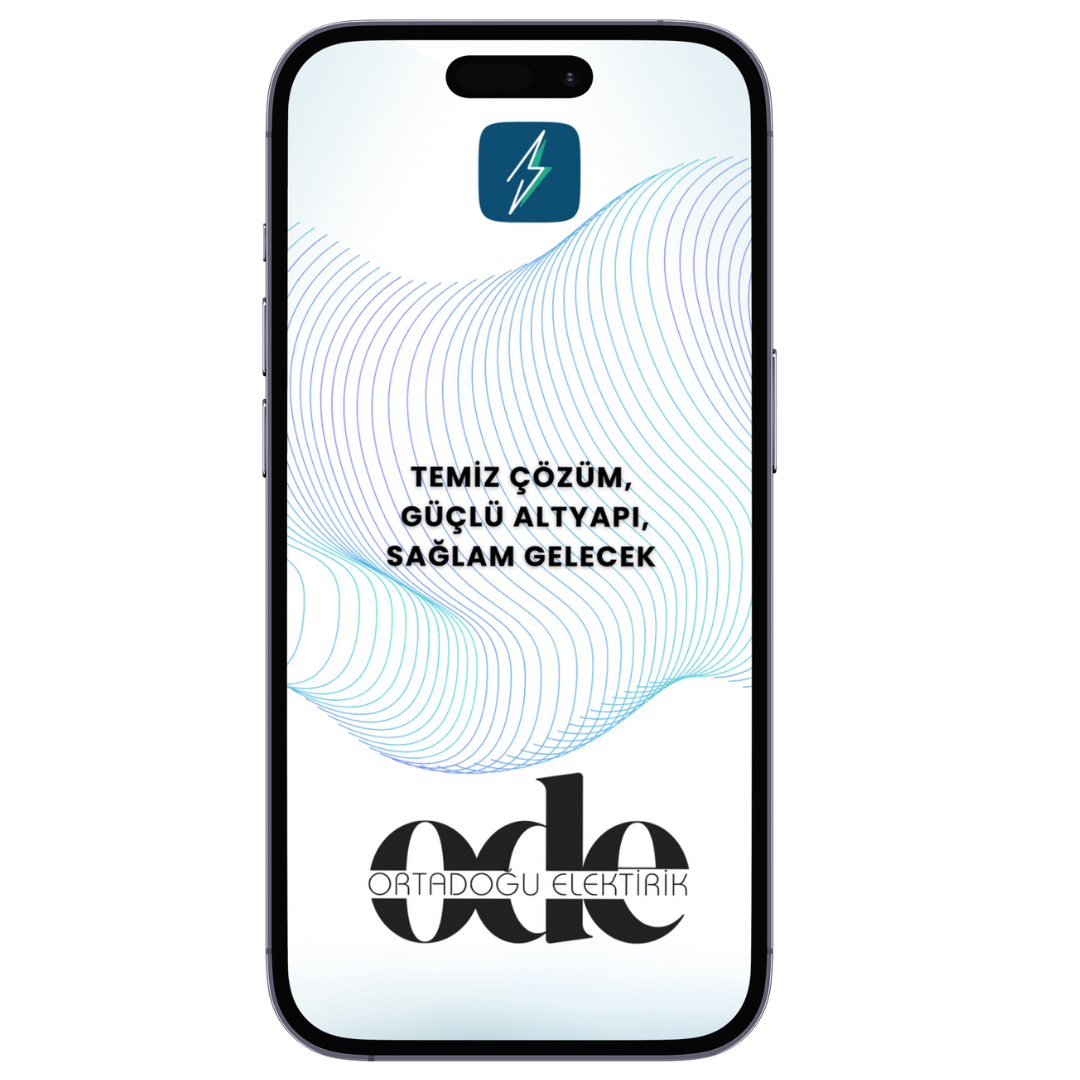 TEMİZ ÇÖZÜM,
GÜÇLÜ ALTYAPI,
SAĞLAM GELECEK
ode
ORTADOĞU ELEKTİRİK